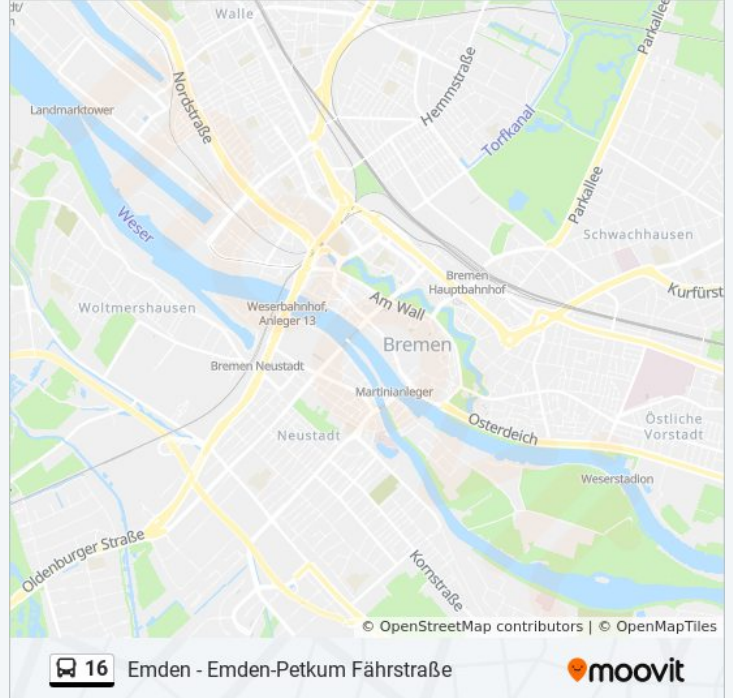 dt/
Walle
Parkallee
Nordstraße
Hemmstraße
Landmarktower
Torfkanal
Parkallee
Weser
Schwachhausen
Bremen
Hauptbahnhof
Kurfürst
Woltmershausen
Weserbahnhof,
Anleger 13
Am Wall
Bremen
Bremen Neustadt
Martinianleger
Neustadt
Osterdeich
Östliche
Vorstadt
Weserstadion
Oldenburger Straße
Kornstraße
© OpenStreetMap contributors | © OpenMapTiles
16 Emden - Emden-Petkum Fährstraße moovit